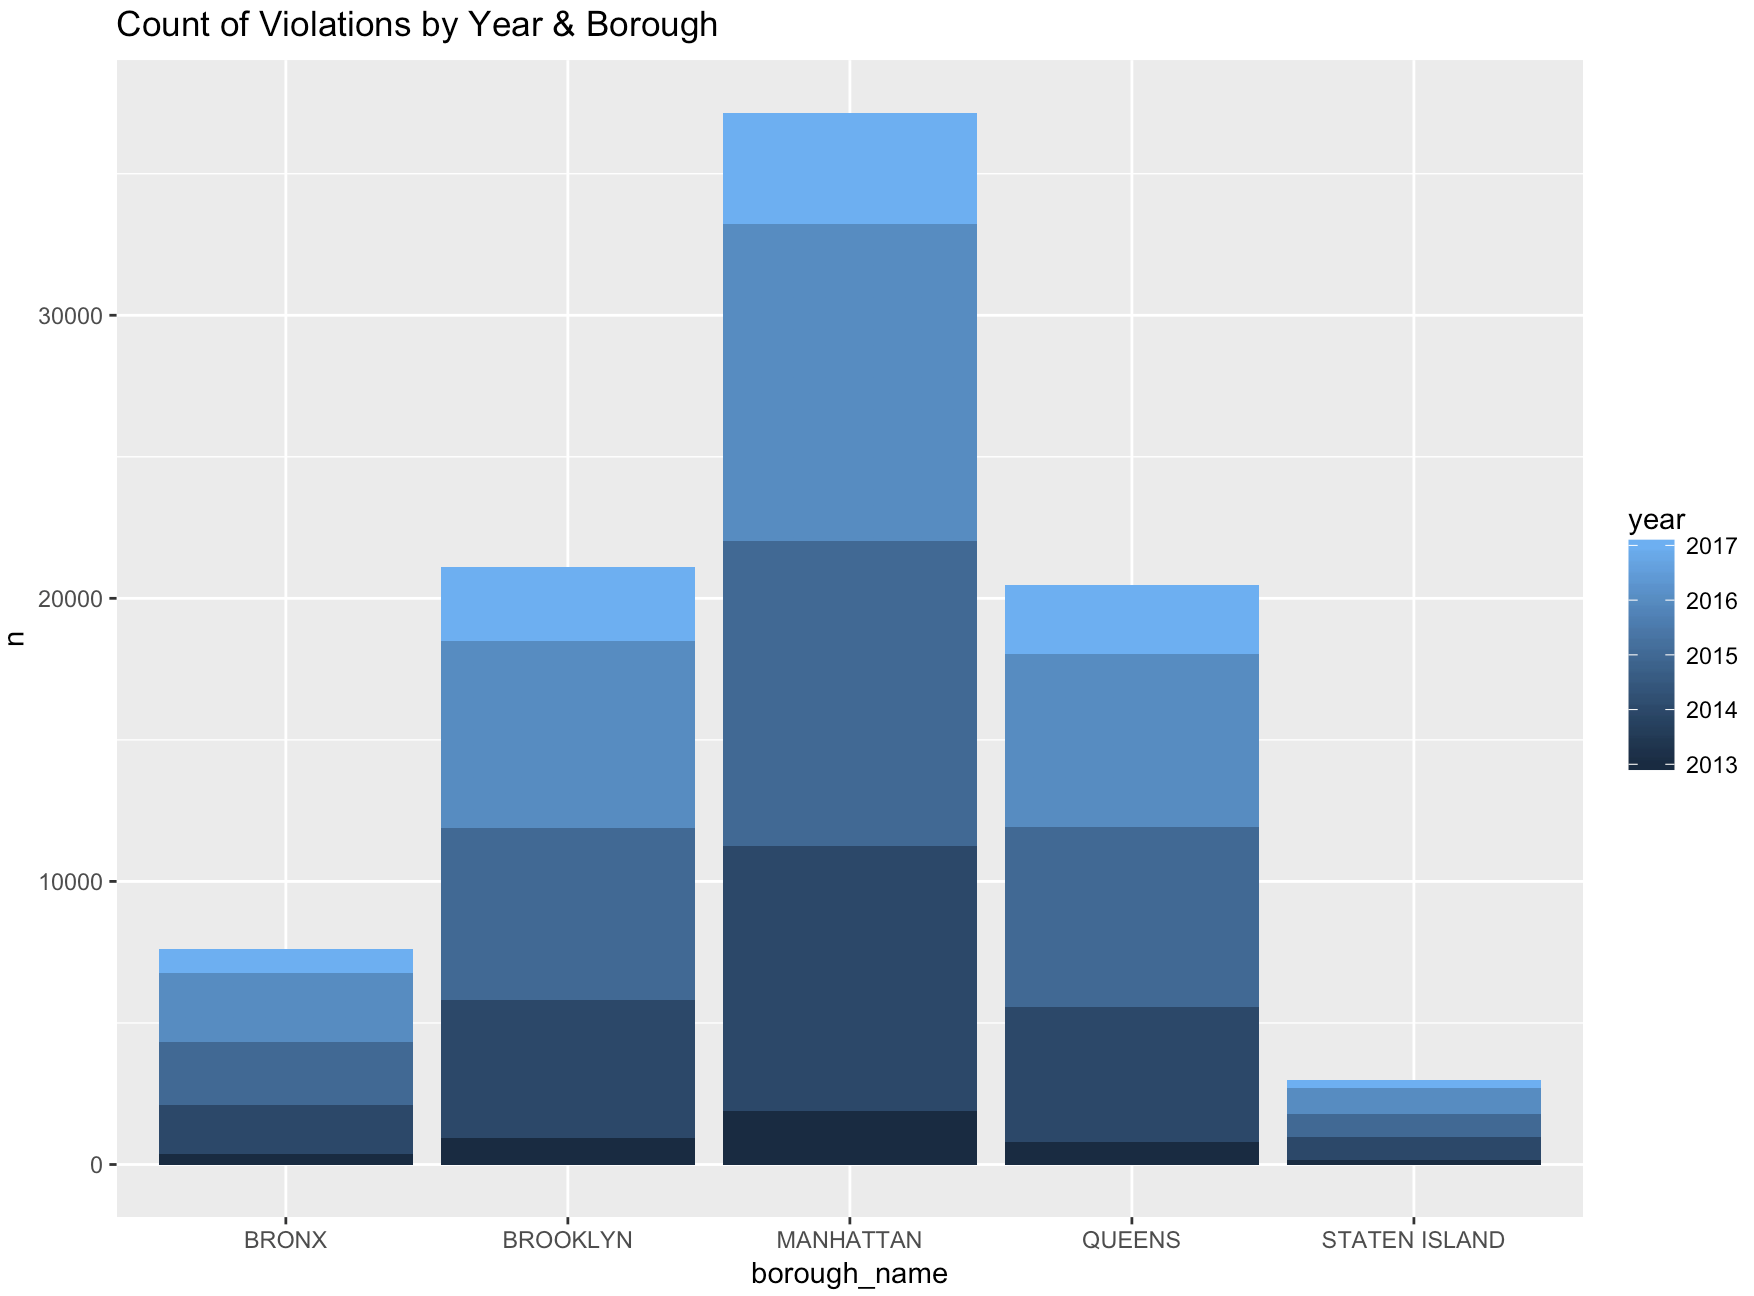 Count of Violations by Year & Borough
30000
20000
10000
0
n
BRONX BROOKLYN MANHATTAN QUEENS STATEN ISLAND
borough_name
year
2017
2016
2015
2014
2013